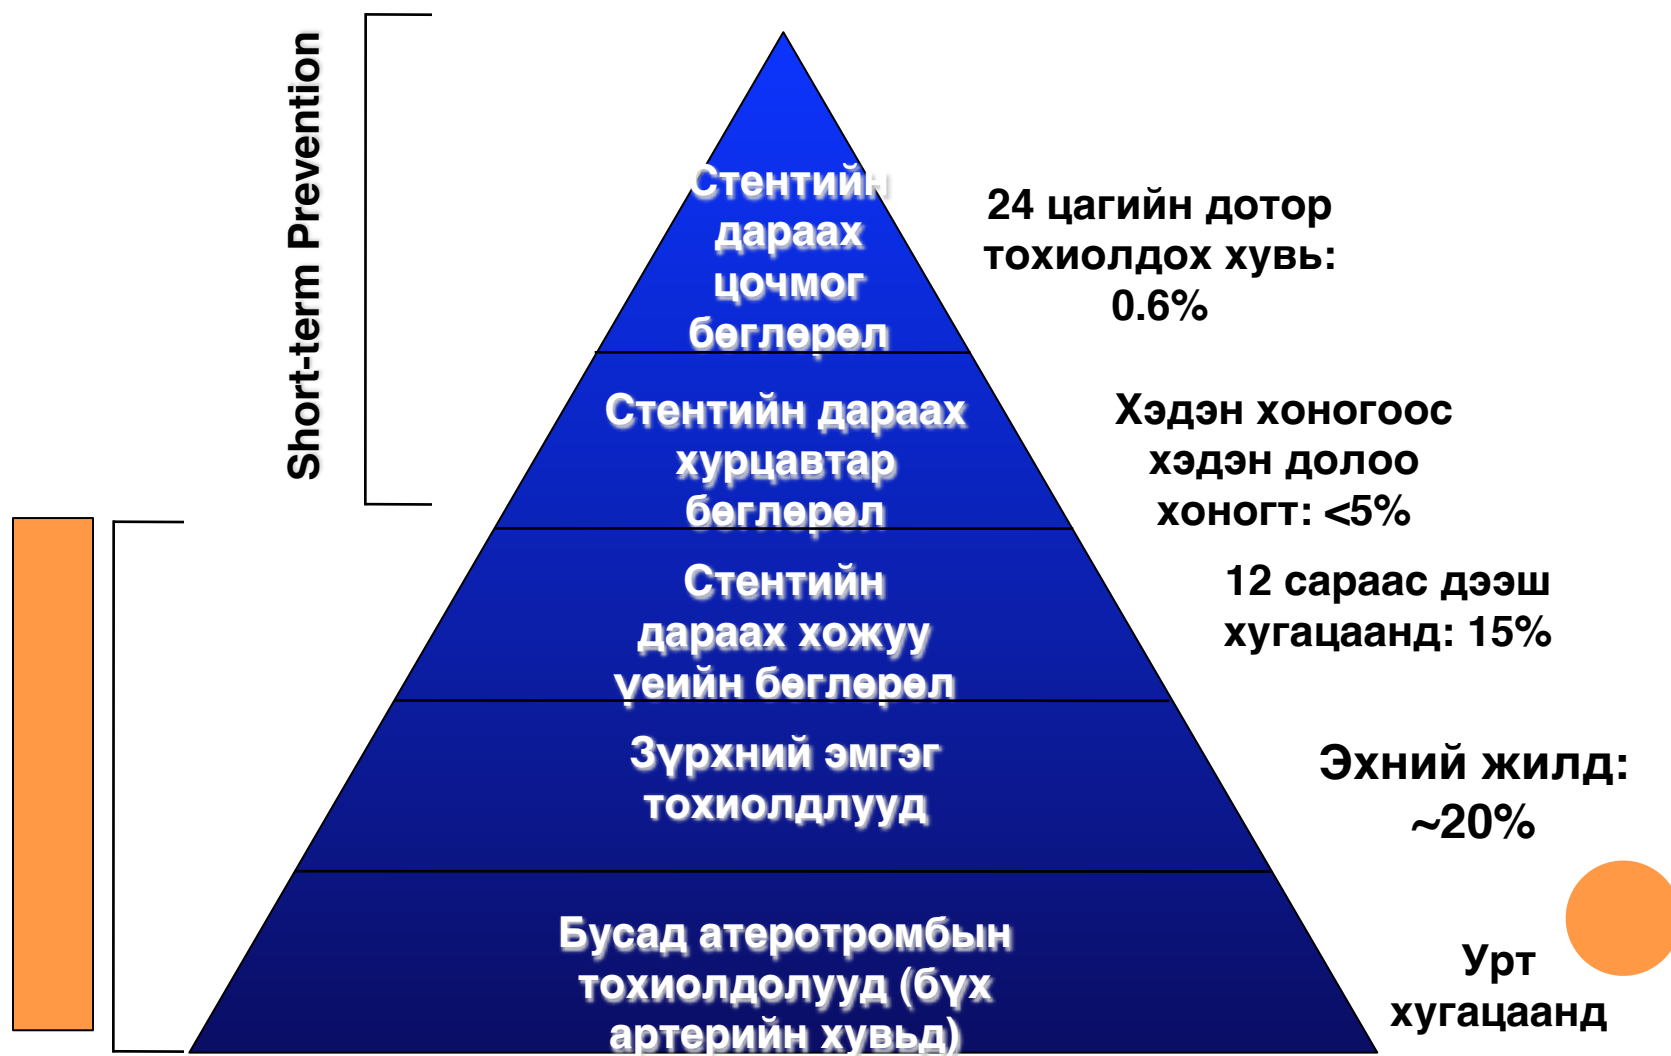 Short-term Prevention
Стентийн
дараах
цочмог
бөглөрөл
24 цагийн дотор
тохиолдох хувь:
0.6%
Стентийн дараах
хурцавтар
бөглөрөл
Хэдэн хоногоос
хэдэн долоо
хоногт: <5%
Стентийн
дараах хожуу
үеийн бөглөрөл
12 сараас дээш
хугацаанд: 15%
Зүрхний эмгэг
тохиолдлууд
Эхний жилд:
~20%
Бусад атеротромбын
тохиолдолууд (бүх
артерийн хувьд)
Урт
хугацаанд